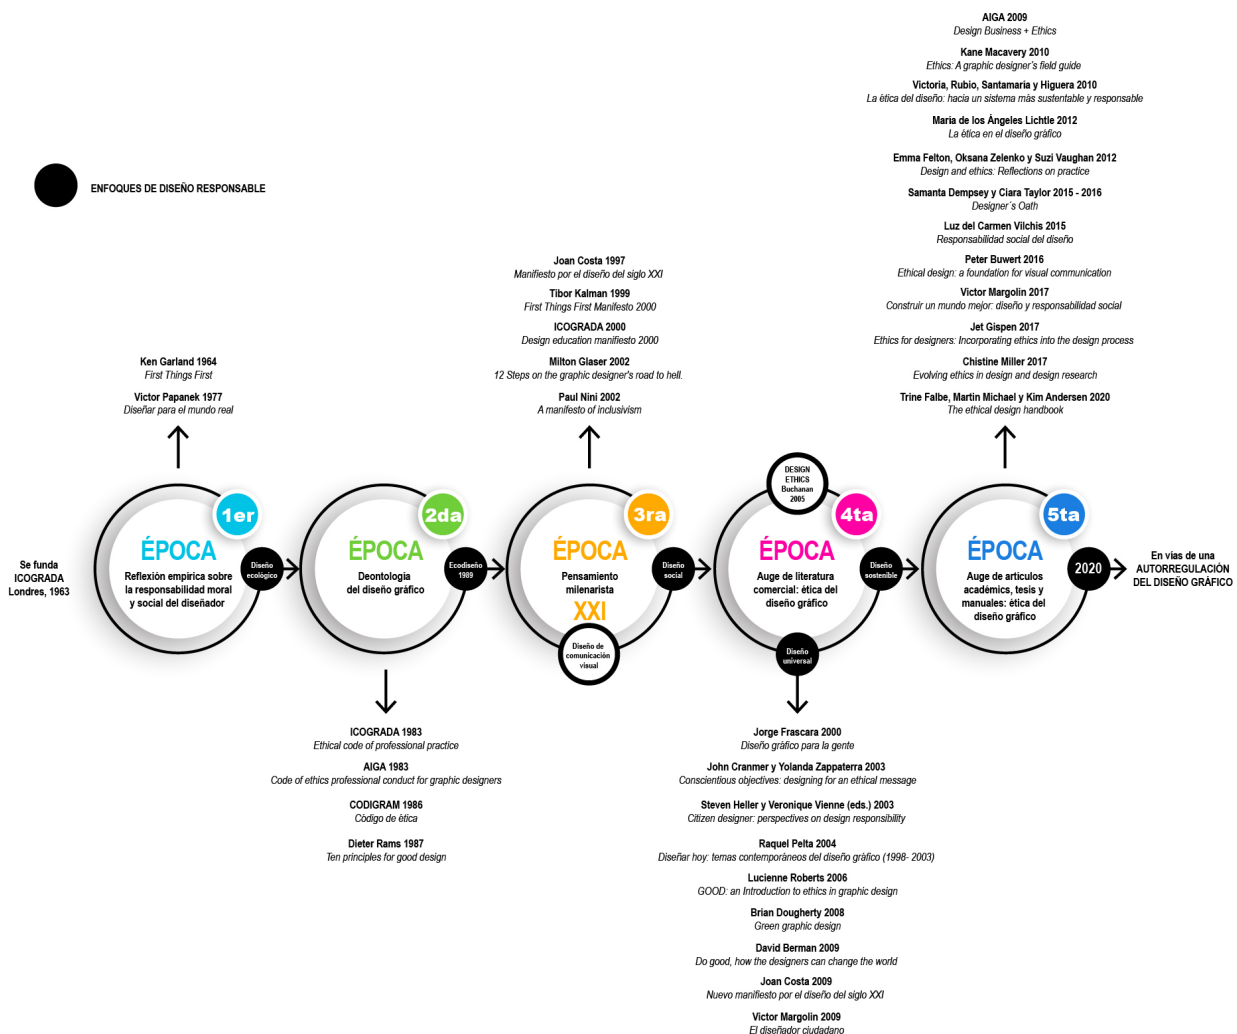 AIGA 2009
Design Business + Ethics
Kane Macavery 2010
Ethics: A graphic designer´s field guide
Victoria, Rubio, Santamaría y Higuera 2010
La ética del diseño: hacia un sistema más sustentable y responsable
María de los Ángeles Lichtle 2012
La ética en el diseño gráfico
Emma Felton, Oksana Zelenko y Suzi Vaughan 2012
Design and ethics: Reflections on practice
Samanta Dempsey y Ciara Taylor 2015 - 2016
Designer´s Oath
Luz del Carmen Vilchis 2015
Responsabilidad social del diseño
Peter Buwert 2016
Ethical design: a foundation for visual communication
Victor Margolin 2017
Construir un mundo mejor: diseño y responsabilidad social
Jet Gispen 2017
Ethics for designers: Incorporating ethics into the design process
Chistine Miller 2017
Evolving ethics in design and design research
Trine Falbe, Martin Michael y Kim Andersen 2020
The ethical design handbook
ENFOQUES DE DISEÑO RESPONSABLE
Joan Costa 1997
Manifiesto por el diseño del siglo XXI
Tibor Kalman 1999
First Things First Manifesto 2000
ICOGRADA 2000
Design education manifiesto 2000
Milton Glaser 2002
12 Steps on the graphic designer's road to hell.
Paul Nini 2002
A manifesto of inclusivism
Ken Garland 1964
First Things First
Victor Papanek 1977
Diseñar para el mundo real
Se funda
ICOGRADA
Londres, 1963
1er
ÉPOCA
Reflexión empírica sobre
la responsabilidad moral
y social del diseñador
Diseño
ecológico
2da
ÉPOCA
Deontología
del diseño gráfico
Ecodiseño
1989
3ra
ÉPOCA
Pensamiento
milenarista
XXI
Diseño de
comunicación
visual
Diseño
social
DESIGN
ETHICS
Buchanan
2005
4ta
ÉPOCA
Auge de literatura
comercial: ética del
diseño gráfico
Diseño
universal
Diseño
sostenible
5ta
ÉPOCA
Auge de artículos
académics, tesis y
manuales: ética del
diseño gráfico
2020
En vías de una
AUTORREGULACIÓN
DEL DISEÑO GRÁFICO
ICOGRADA 1983
Ethical code of professional practice
AIGA 1983
Code of ethics professional conduct for graphic designers
CODIGRAM 1986
Código de ética
Dieter Rams 1987
Ten principles for good design
Jorge Frascara 2000
Diseño gráfico para la gente
John Cranmer y Yolanda Zappaterra 2003
Conscientious objectives: designing for an ethical message
Steven Heller y Veronique Vienne (eds.) 2003
Citizen designer: perspectives on design responsibility
Raquel Pelta 2004
Diseñar hoy: temas contemporáneos del diseño gráfico (1998- 2003)
Lucienne Roberts 2006
GOOD: an Introduction to ethics in graphic design
Brian Dougherty 2008
Green graphic design
David Berman 2009
Do good, how the designers can change the world
Joan Costa 2009
Nuevo manifiesto por el diseño del siglo XXI
Victor Margolin 2009
El diseñador ciudadano